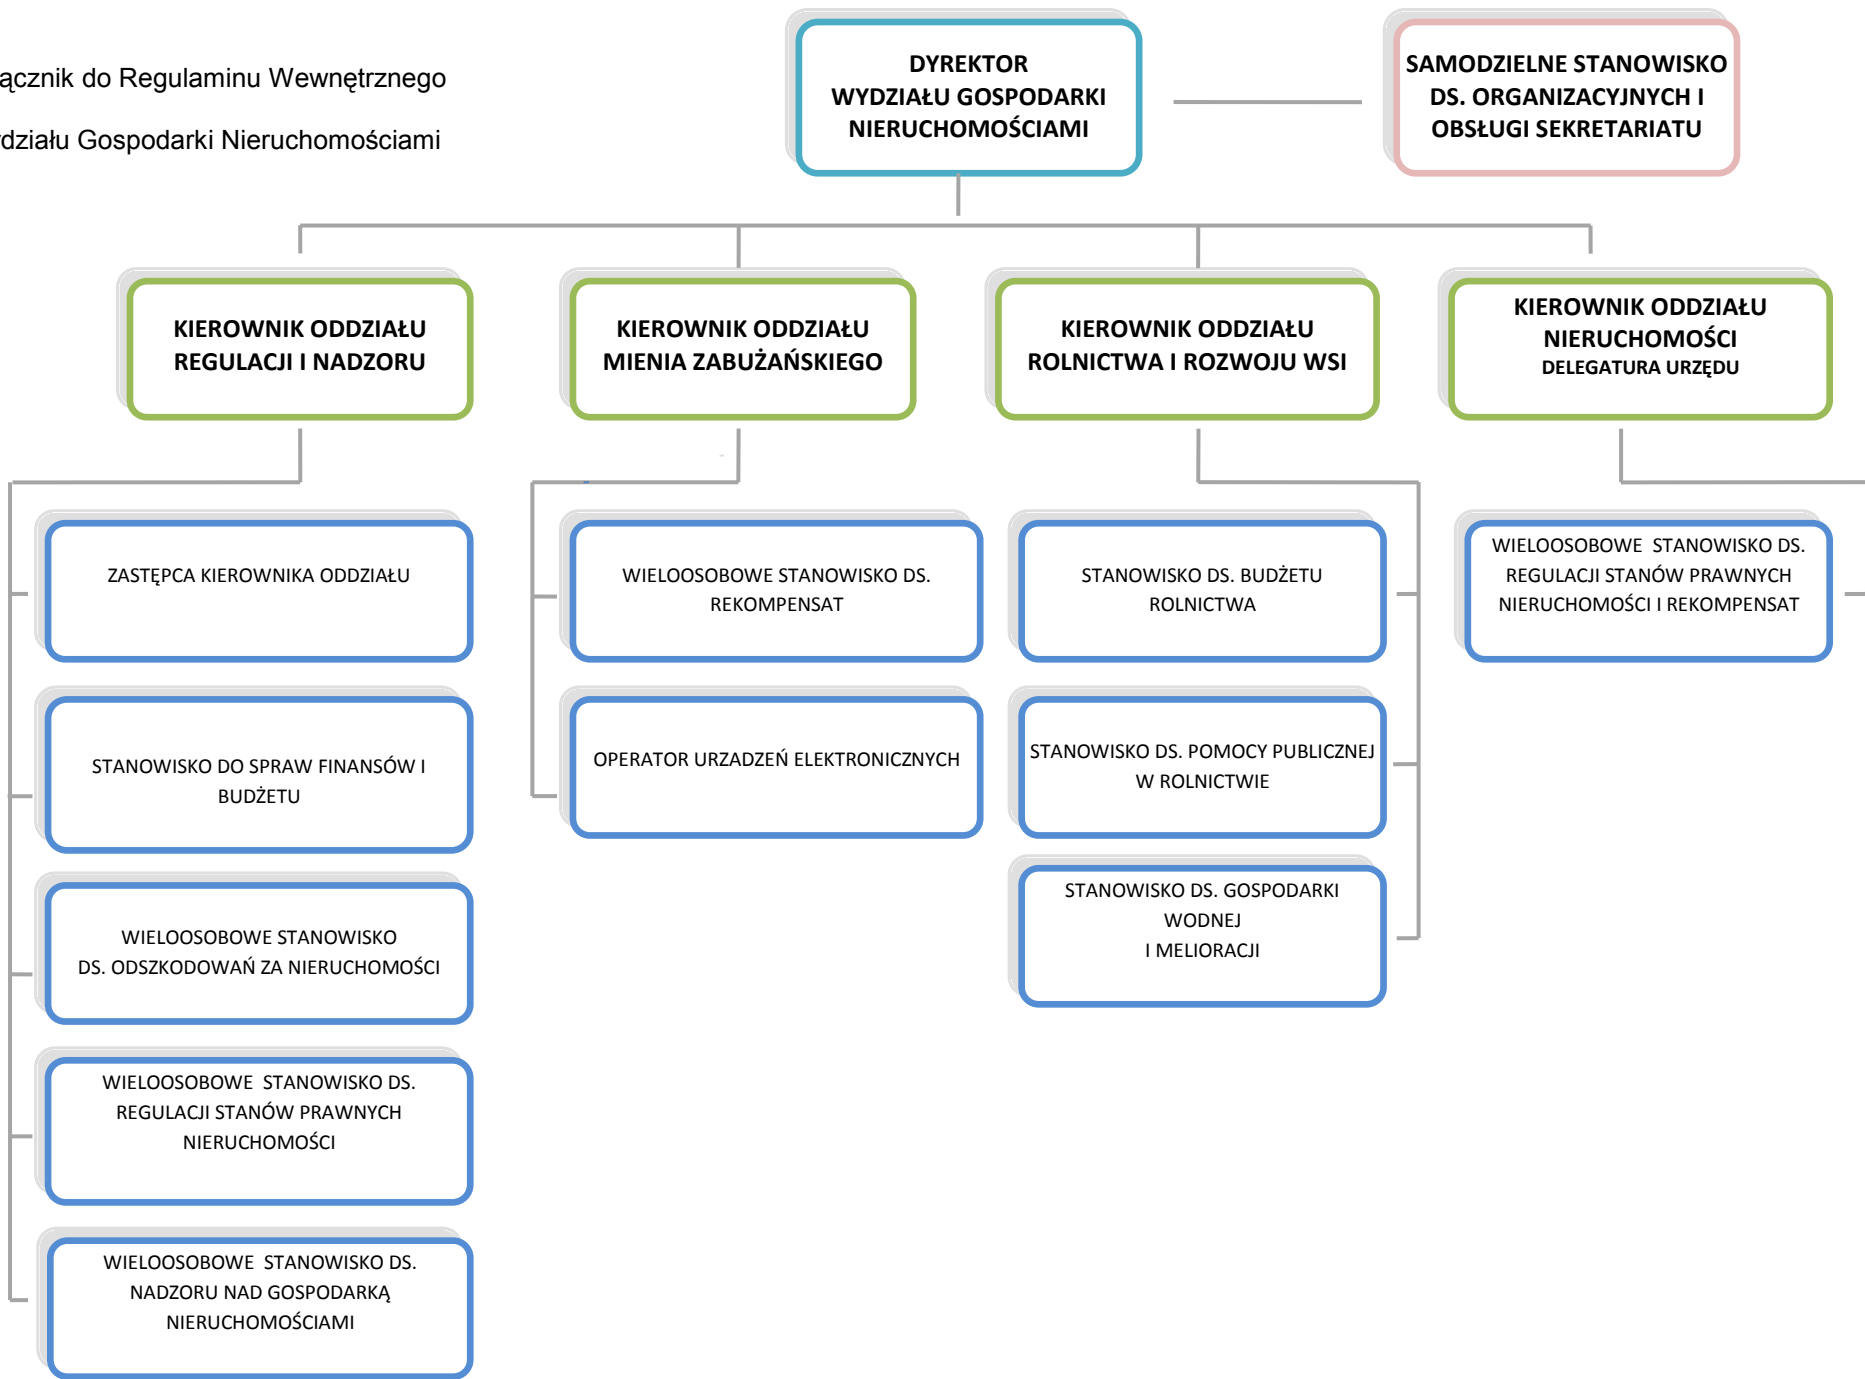 ącznik do Regulaminu Wewnętrznego
działu Gospodarki Nieruchomościami
DYREKTOR
WYDZIAŁU GOSPODARKI
NIERUCHOMOŚCIAMI
SAMODZIELNE STANOWISKO
DS. ORGANIZACYJNYCH I
OBSŁUGI SEKRETARIATU
KIEROWNIK ODDZIAŁU
REGULACJI I NADZORU
KIEROWNIK ODDZIAŁU
MIENIA ZABUŻAŃSKIEGO
KIEROWNIK ODDZIAŁU
ROLNICTWA I ROZWOJU WSI
KIEROWNIK ODDZIAŁU
NIERUCHOMOŚCI
DELEGATURA URZĘDU
ZASTĘPCA KIEROWNIKA ODDZIAŁU
STANOWISKO DO SPRAW FINANSÓW I
BUDŻETU
WIELOOSOBOWE STANOWISKO
DS. ODSZKODOWAŃ ZA NIERUCHOMOŚCI
WIELOOSOBOWE STANOWISKO DS.
REGULACJI STANÓW PRAWNYCH
NIERUCHOMOŚCI
WIELOOSOBOWE STANOWISKO DS.
NADZORU NAD GOSPODARKĄ
NIERUCHOMOŚCIAMI
WIELOOSOBOWE STANOWISKO DS.
REKOMPENSAT
OPERATOR URZADZEŃ ELEKTRONICZNYCH
STANOWISKO DS. BUDŻETU
ROLNICTWA
STANOWISKO DS. POMOCY PUBLICZNEJ
W ROLNICTWIE
STANOWISKO DS. GOSPODARKI
WODNEJ
I MELIORACJI
WIELOOSOBOWE STANOWISKO DS.
REGULACJI STANÓW PRAWNYCH
NIERUCHOMOŚCI I REKOMPENSAT